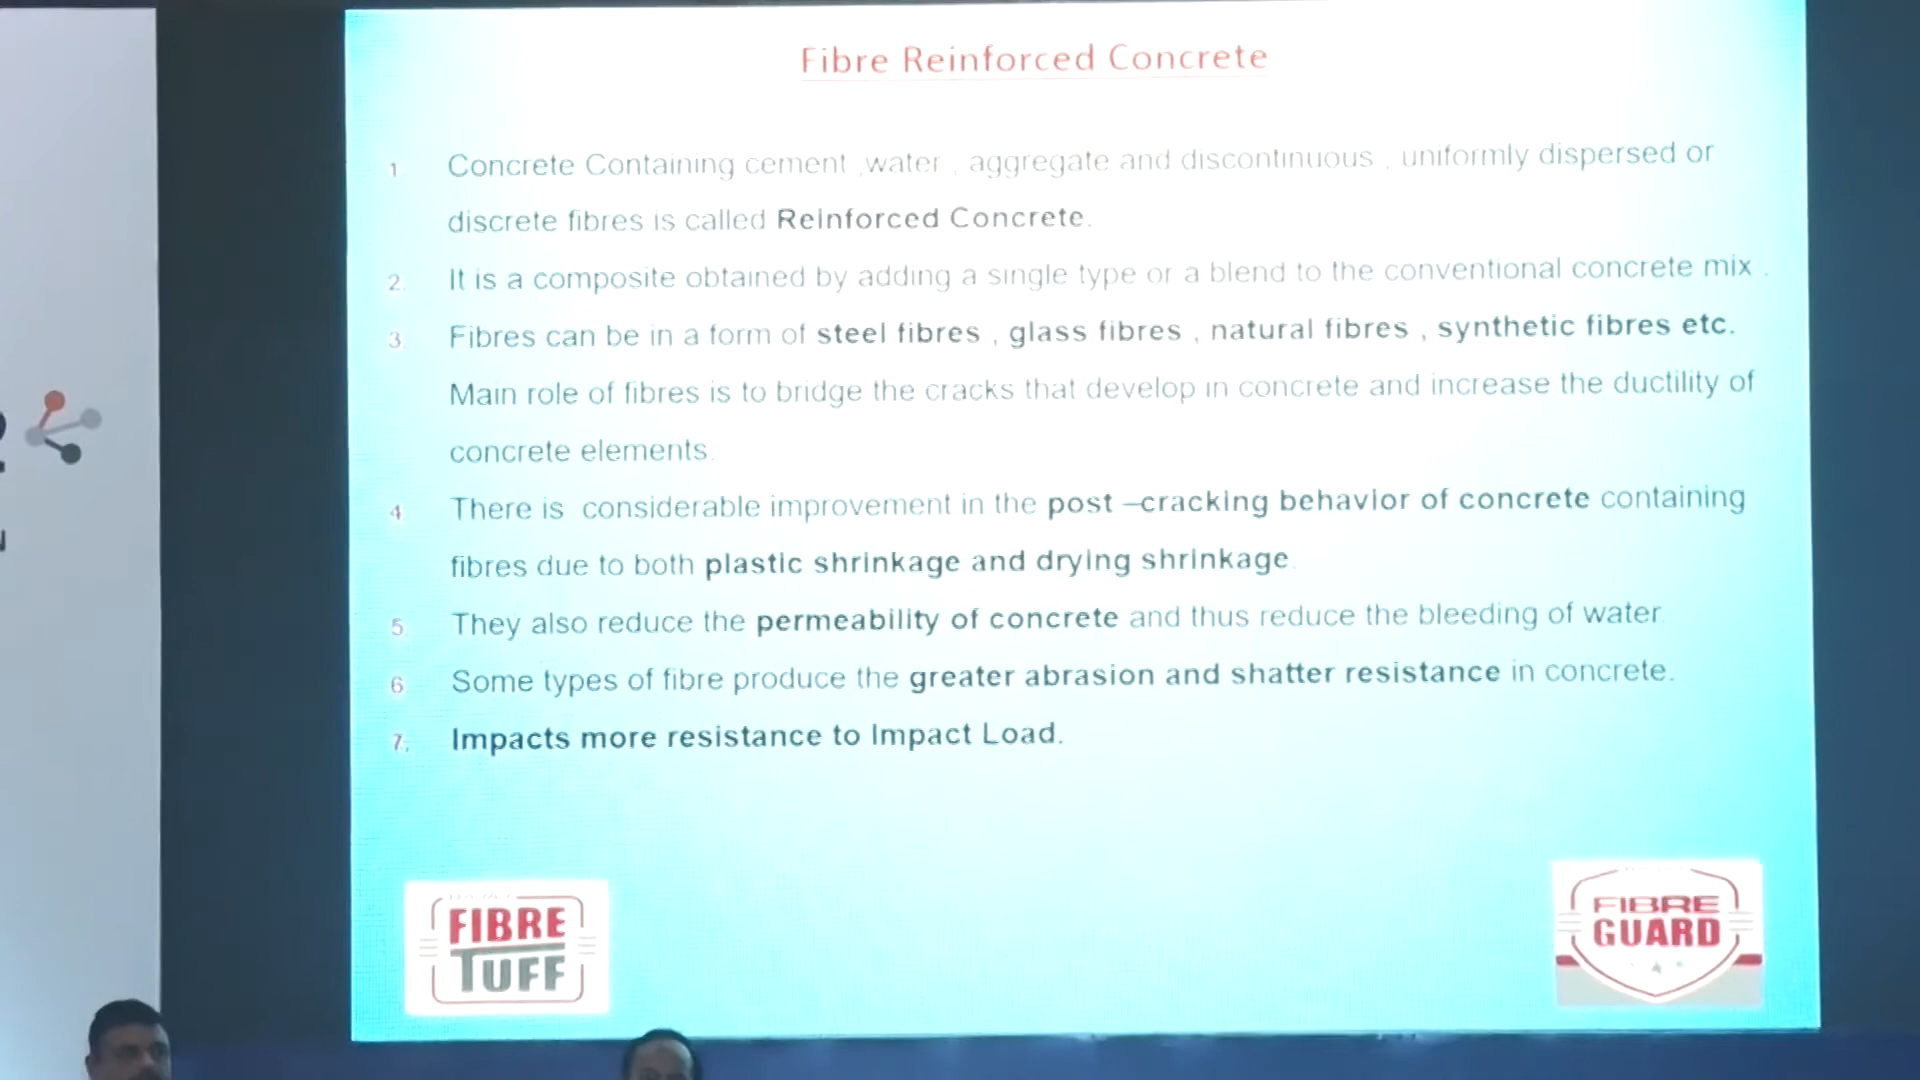 Fibre Reinforced Concrete
1. Concrete Containing cement ,water , aggregate and discontinuous , uniformly dispersed or
discrete fibres is called Reinforced Concrete.
2. It is a composite obtained by adding a single type or a blend to the conventional concrete mix .
3. Fibres can be in a form of steel fibres , glass fibres , natural fibres , synthetic fibres etc.
Main role of fibres is to bridge the cracks that develop in concrete and increase the ductility of
concrete elements.
4. There is considerable improvement in the post –cracking behavior of concrete containing
fibres due to both plastic shrinkage and drying shrinkage.
5. They also reduce the permeability of concrete and thus reduce the bleeding of water.
6. Some types of fibre produce the greater abrasion and shatter resistance in concrete.
7. Impacts more resistance to Impact Load.
FIBRE
TUFF
FIBRE
GUARD